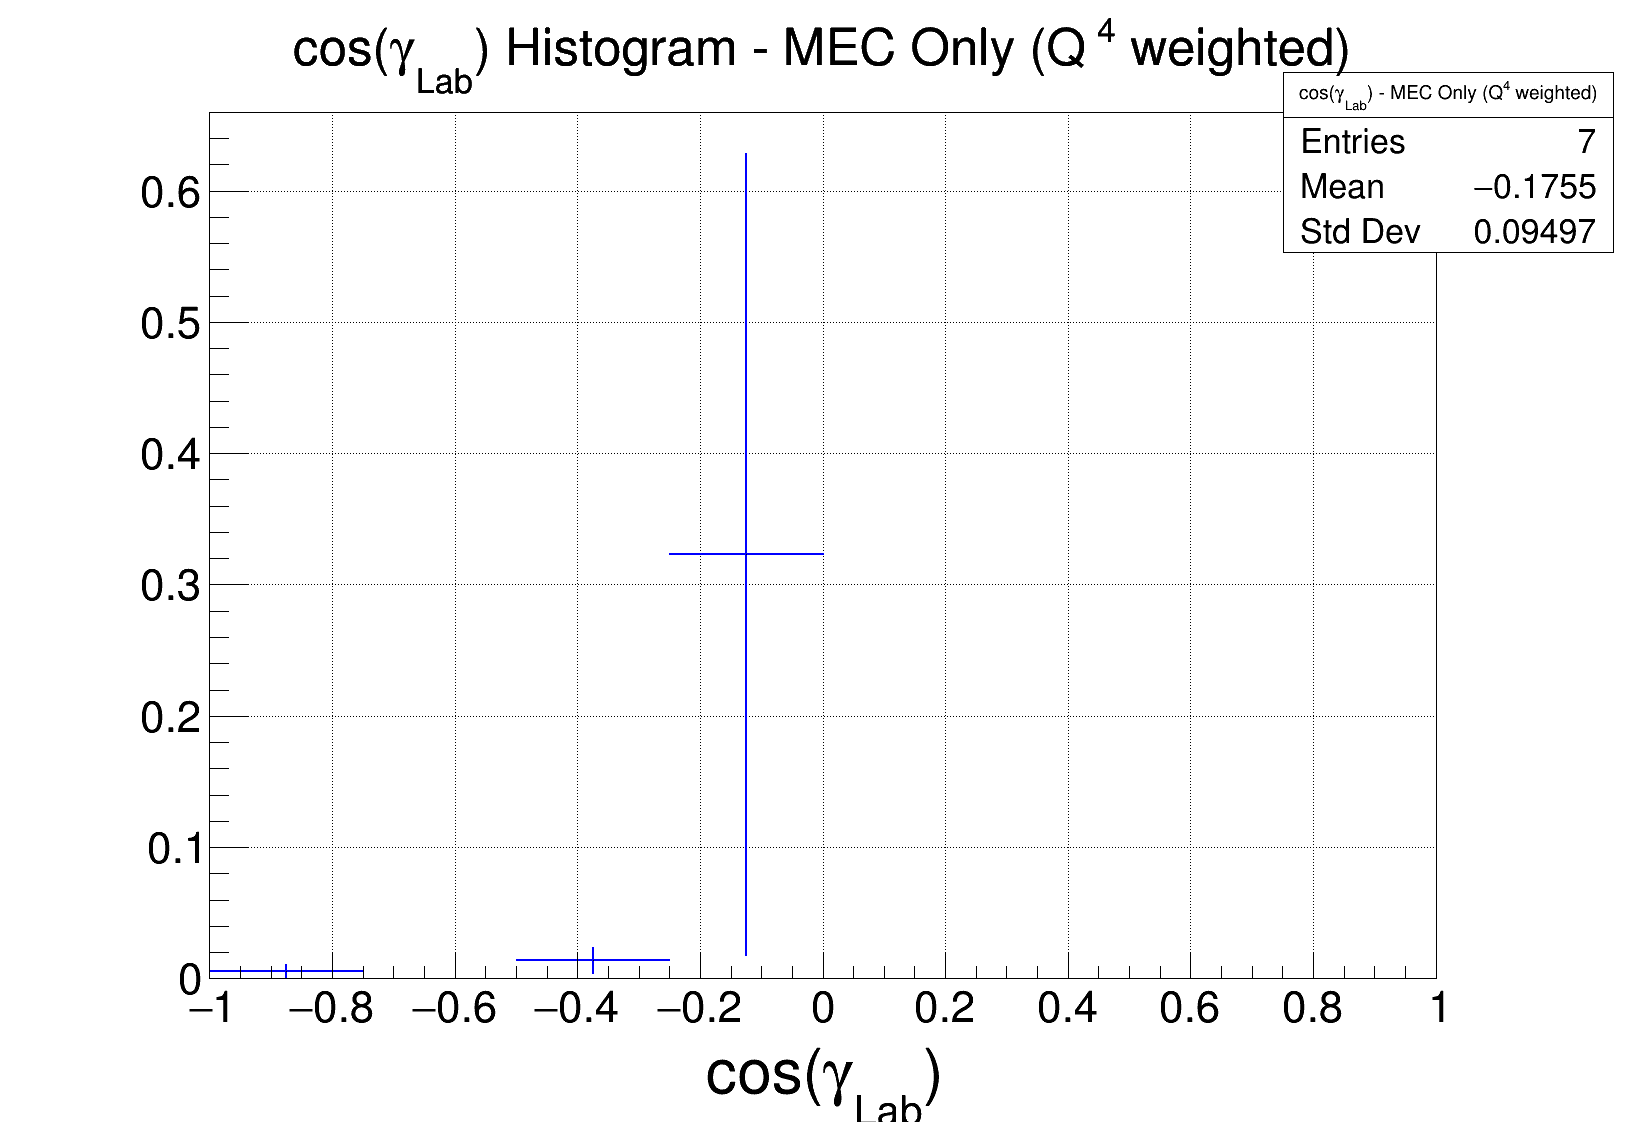 cos(γLab) Histogram - MEC Only (Q4 weighted)
cos(γLab) - MEC Only (Q4 weighted)
Entries 7
Mean −0.1755
Std Dev 0.09497
0.6
0.5
0.4
0.3
0.2
0.1
0
−1 −0.8 −0.6 −0.4 −0.2 0 0.2 0.4 0.6 0.8 1
cos(γLab)